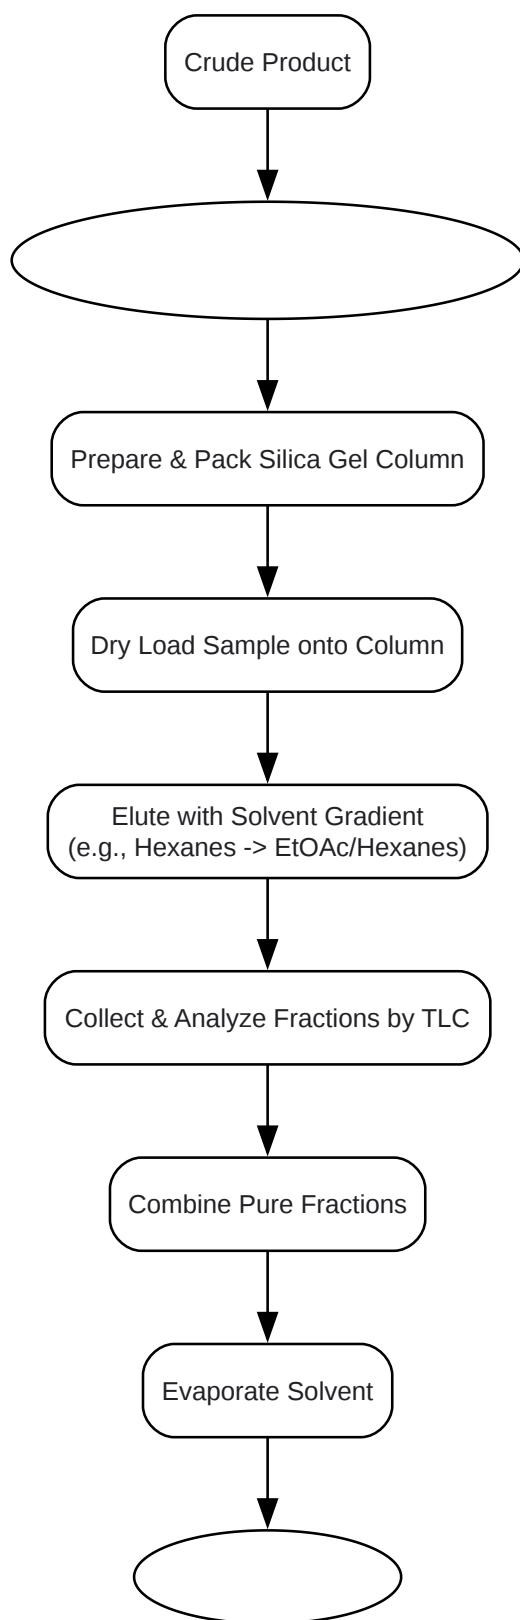 Crude Product
Prepare & Pack Silica Gel Column
Dry Load Sample onto Column
Elute with Solvent Gradient
(e.g., Hexanes -> EtOAc/Hexanes)
Collect & Analyze Fractions by TLC
Combine Pure Fractions
Evaporate Solvent